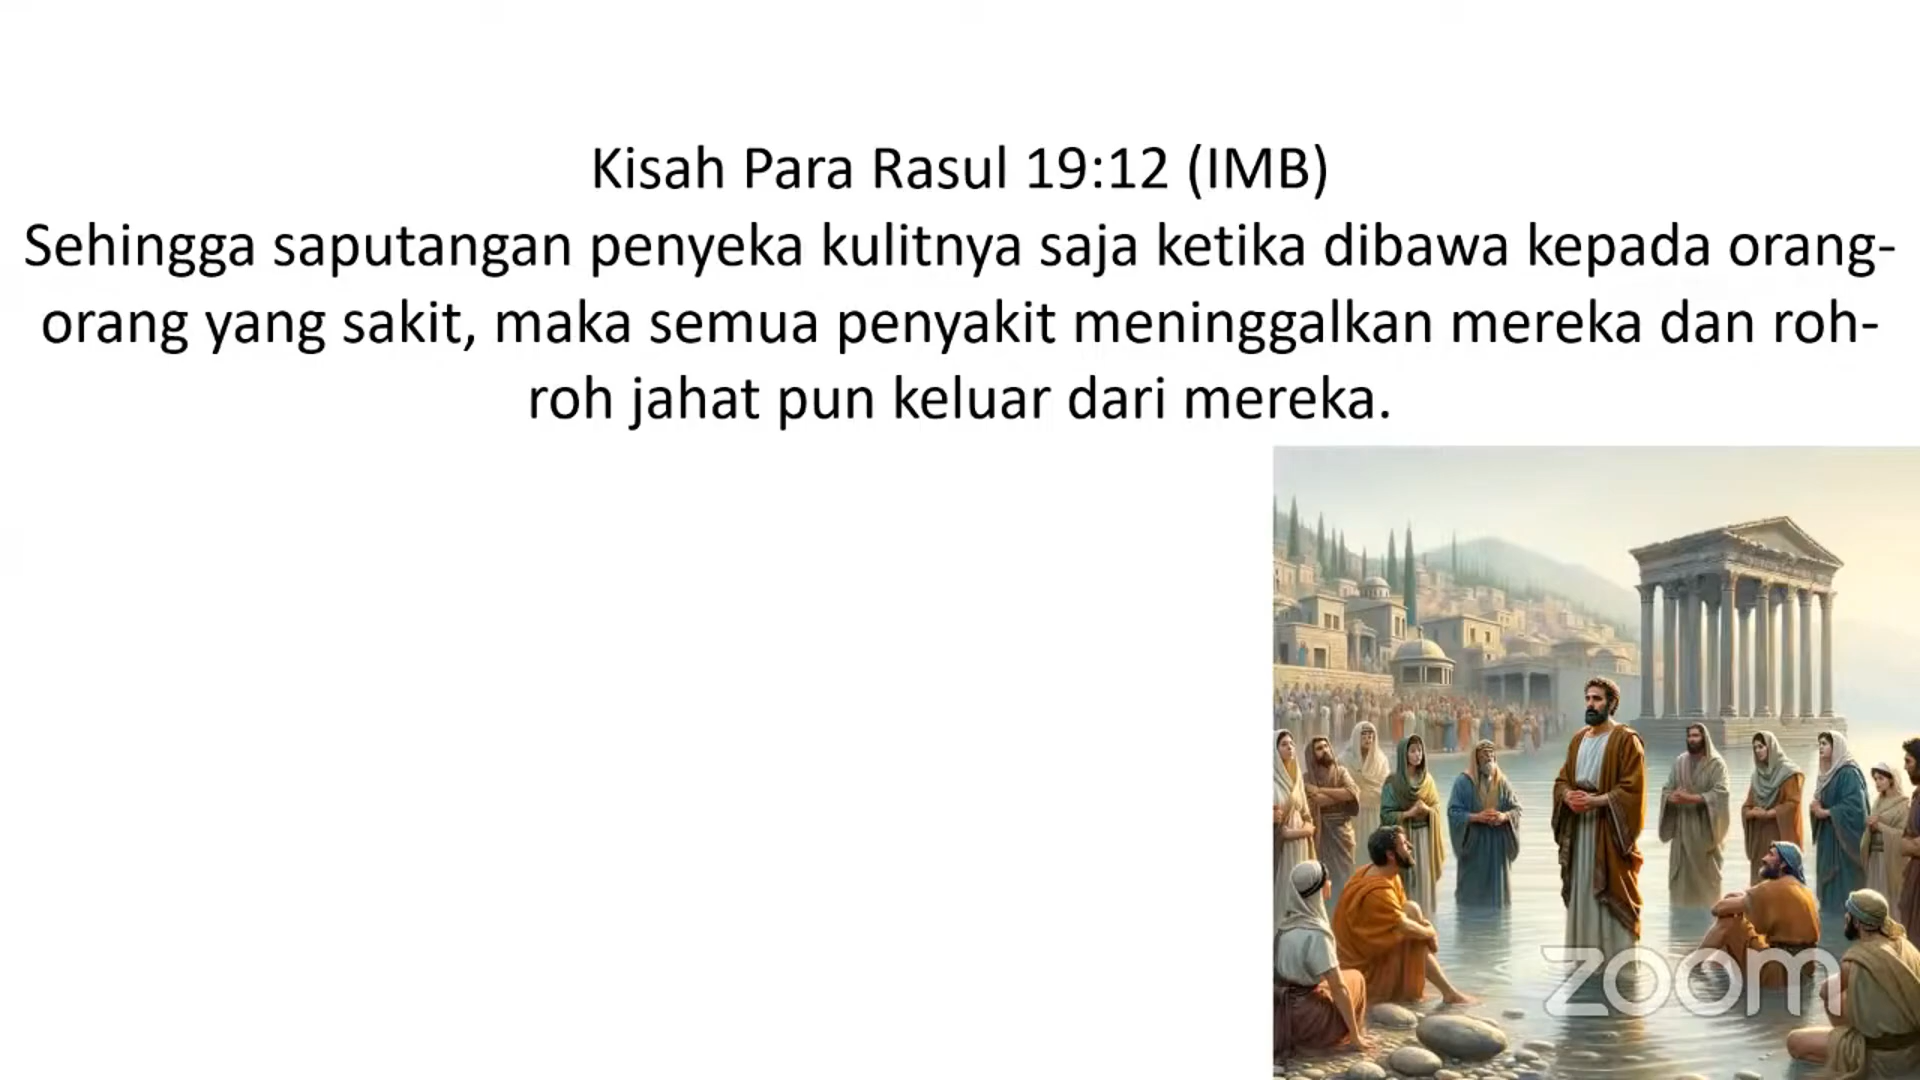 Kisah Para Rasul 19:12 (IMB)
Sehingga saputangan penyeka kulitnya saja ketika dibawa kepada orang-
orang yang sakit, maka semua penyakit meninggalkan mereka dan roh-
roh jahat pun keluar dari mereka.
zoom